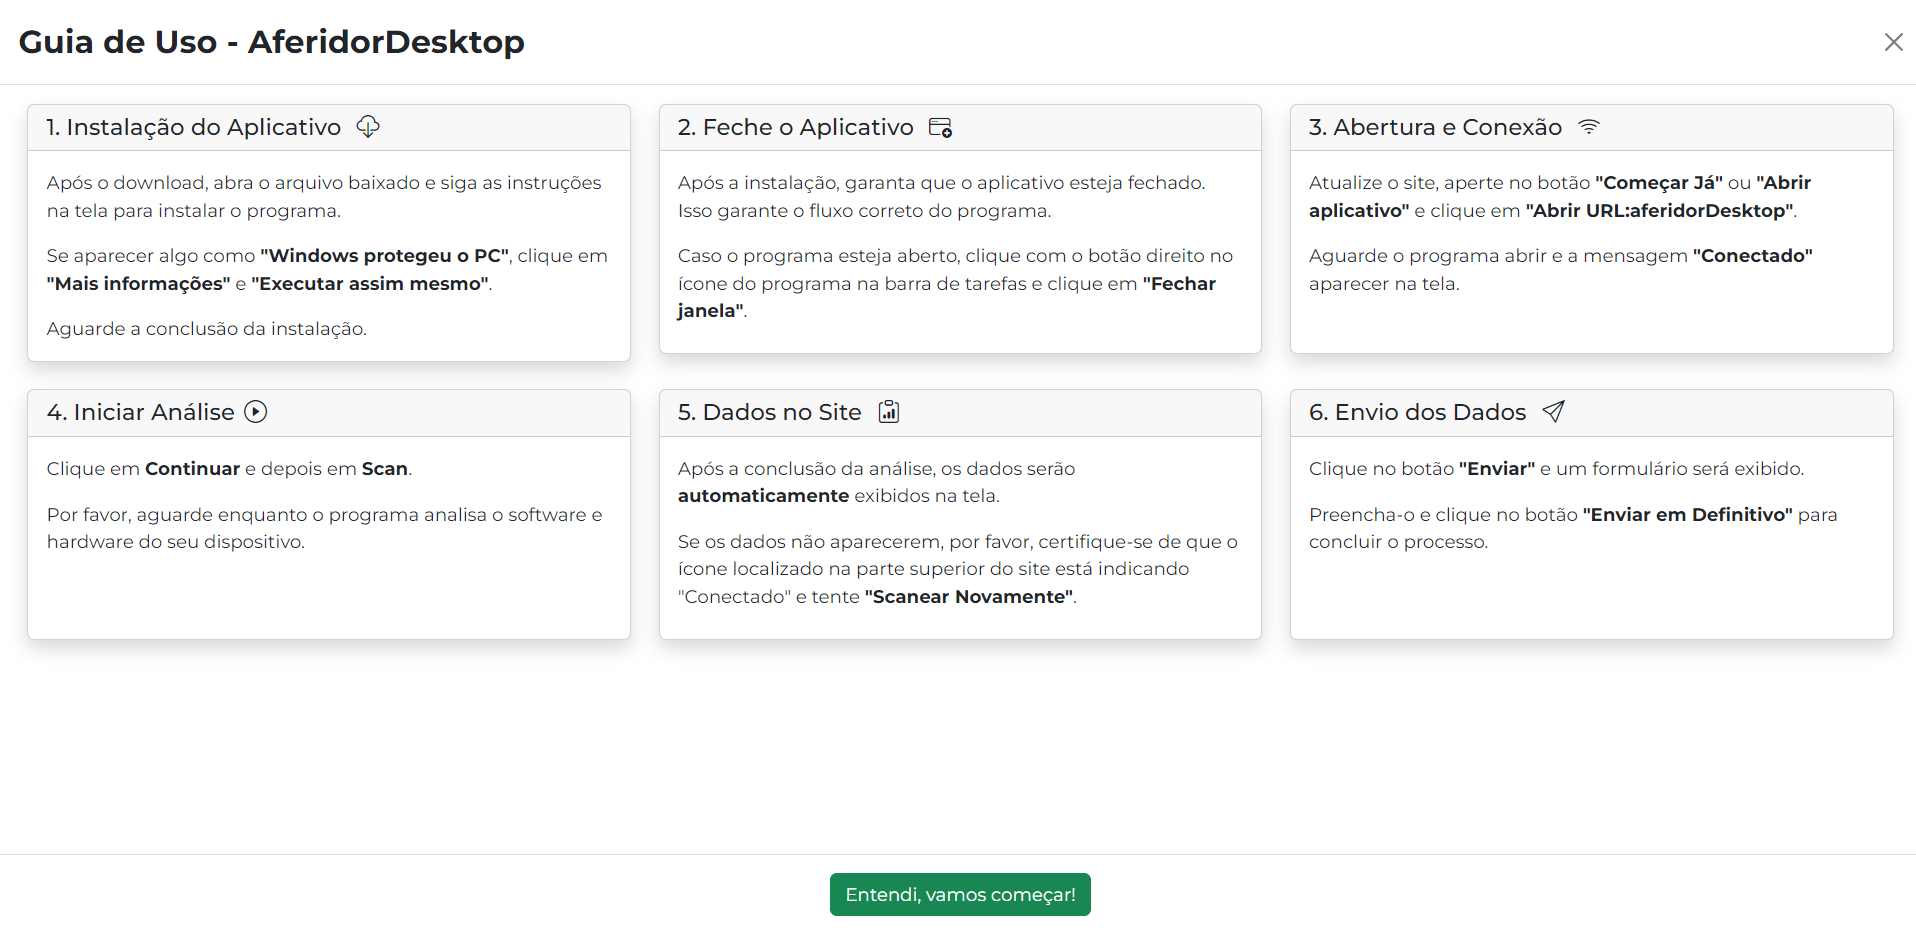 Guia de Uso - AferidorDesktop
1. Instalação do Aplicativo
Após o download, abra o arquivo baixado e siga as instruções
na tela para instalar o programa.
Se aparecer algo como "Windows protegeu o PC", clique em
"Mais informações" e "Executar assim mesmo".
Aguarde a conclusão da instalação.
2. Feche o Aplicativo
Após a instalação, garanta que o aplicativo esteja fechado.
Isso garante o fluxo correto do programa.
Caso o programa esteja aberto, clique com o botão direito no
ícone do programa na barra de tarefas e clique em "Fechar
janela".
3. Abertura e Conexão
Atualize o site, aperte no botão "Começar Já" ou "Abrir
aplicativo" e clique em "Abrir URL:aferidorDesktop".
Aguarde o programa abrir e a mensagem "Conectado"
aparecer na tela.
4. Iniciar Análise
Clique em Continuar e depois em Scan.
Por favor, aguarde enquanto o programa analisa o software e
hardware do seu dispositivo.
5. Dados no Site
Após a conclusão da análise, os dados serão
automaticamente exibidos na tela.
Se os dados não aparecerem, por favor, certifique-se de que o
ícone localizado na parte superior do site está indicando
"Conectado" e tente "Scanear Novamente".
6. Envio dos Dados
Clique no botão "Enviar" e um formulário será exibido.
Preencha-o e clique no botão "Enviar em Definitivo" para
concluir o processo.
Entendi, vamos começar!